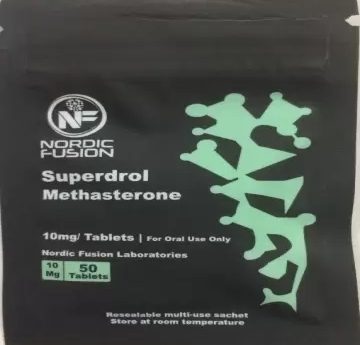 NF
NORDIC
FUSION
Superdrol
Methasterone
10mg/ Tablets | For Oral Use Only
Nordic Fusion Laboratories
10 Mg 50 Tablets
Resealable multi-use sachet
Store at room temperature